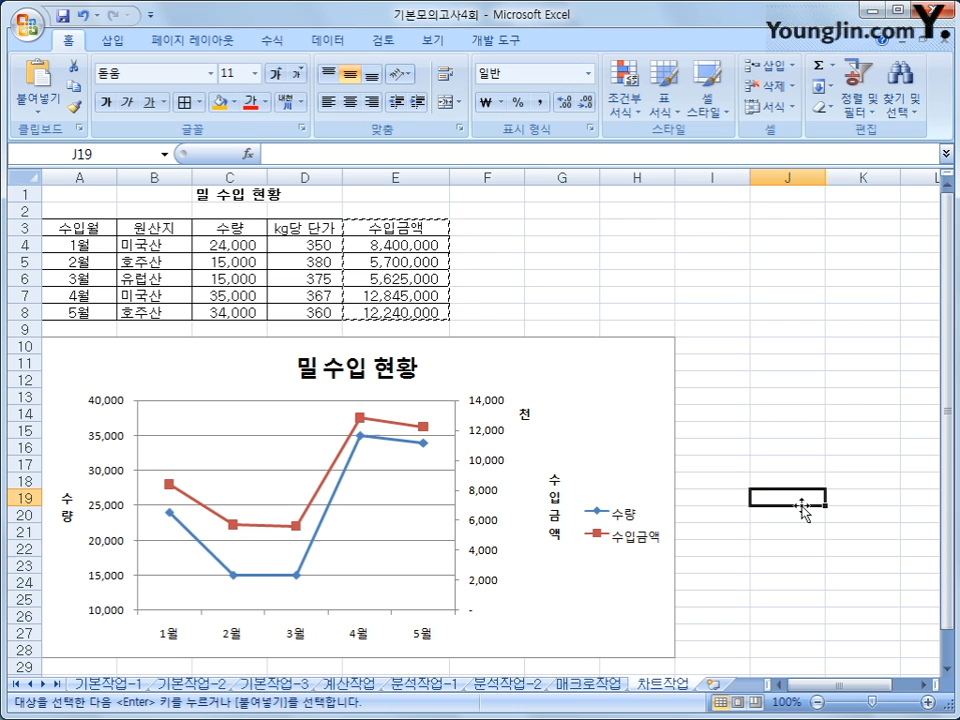 기본모의고사4회 - Microsoft Excel
YoungJin.com Y.
홈 삽입 페이지 레이아웃 수식 데이터 검토 보기 개발 도구
붙여넣기
돋움 11 가 가
가 가 가 가 내천
일반
₩ % , .00 .00
조건부 서식
표 서식
셀 스타일
삽입
삭제
서식
Σ
정렬 및 필터
찾기 및 선택
클립보드 글꼴 맞춤 표시 형식 스타일 셀 편집
J19 fx
A B C D E F G H I J K L
1 밀 수입 현황
2
3 수입월 원산지 수량 kg당 단가 수입금액
4 1월 미국산 24,000 350 8,400,000
5 2월 호주산 15,000 380 5,700,000
6 3월 유럽산 15,000 375 5,625,000
7 4월 미국산 35,000 367 12,845,000
8 5월 호주산 34,000 360 12,240,000
9
10
11
12
13
14
15
16
17
18
19
20
21
22
23
24
25
26
27
28
29
밀 수입 현황
40,000
35,000
30,000
25,000
20,000
15,000
10,000
수량
14,000
12,000
10,000
8,000
6,000
4,000
2,000
-
천
수입금액
수량
수입금액
1월 2월 3월 4월 5월
기본작업-1 기본작업-2 기본작업-3 계산작업 분석작업-1 분석작업-2 매크로작업 차트작업
대상을 선택한 다음 <Enter> 키를 누르거나 [붙여넣기]를 선택합니다. 100%